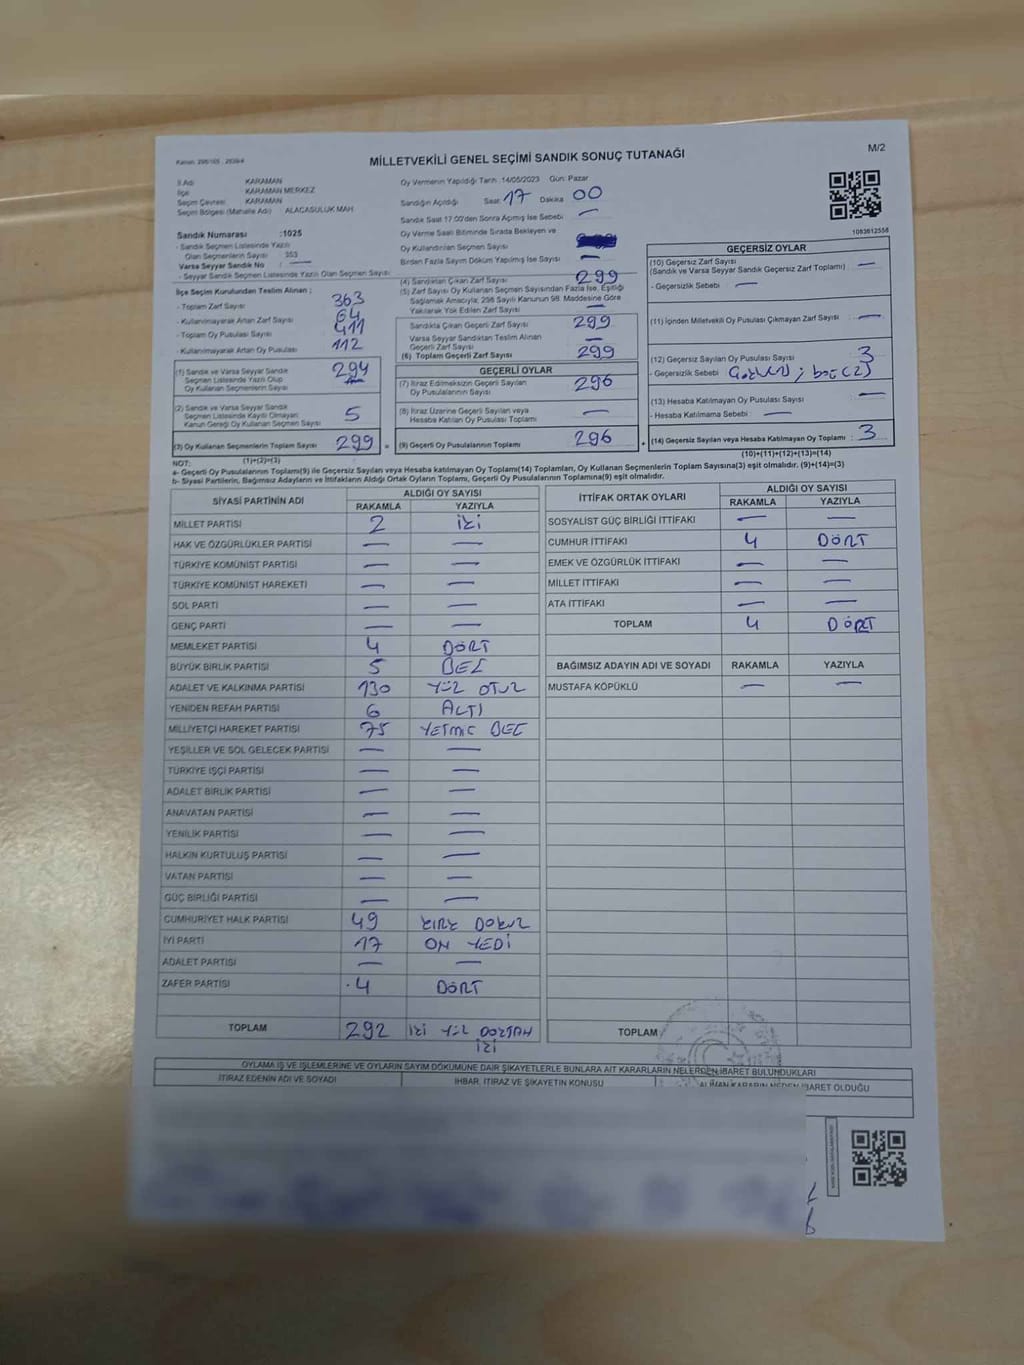 Kanun: 298/105 , 2839/4
MİLLETVEKİLİ GENEL SEÇİMİ SANDIK SONUÇ TUTANAĞI
M/2
İl Adı KARAMAN
İlçe KARAMAN MERKEZ
Seçim Çevresi KARAMAN
Seçim Bölgesi (Mahalle Adı) ALACASULUK MAH.
Sandık Numarası :1025
- Sandık Seçmen Listesinde Yazılı
Olan Seçmenlerin Sayısı : 353
Varsa Seyyar Sandık No : —
- Seyyar Sandık Seçmen Listesinde Yazılı Olan Seçmen Sayısı
İlçe Seçim Kurulundan Teslim Alınan ;
- Toplam Zarf Sayısı 363
- Kullanılmayarak Artan Zarf Sayısı 64
- Toplam Oy Pusulası Sayısı 411
- Kullanılmayarak Artan Oy Pusulası 112
(1) Sandık ve Varsa Seyyar Sandık
Seçmen Listesinde Yazılı Olup
Oy Kullanan Seçmenlerin Sayısı 294
(2) Sandık ve Varsa Seyyar Sandık
Seçmen Listesinde Kayıtlı Olmayan
Kanun Gereği Oy Kullanan Seçmen Sayısı 5
(3) Oy Kullanan Seçmenlerin Toplam Sayısı 299 =
(1)+(2)=(3)
Oy Vermenin Yapıldığı Tarih : 14/05/2023 Gün: Pazar
Sandığın Açıldığı Saat 17 Dakika 00
Sandık Saat 17.00'den Sonra Açılmış İse Sebebi —
Oy Verme Saati Bitiminde Sırada Bekleyen ve
Oy Kullandırılan Seçmen Sayısı
Birden Fazla Sayım Döküm Yapılmış İse Sayısı —
(4) Sandıktan Çıkan Zarf Sayısı 299
(5) Zarf Sayısı Oy Kullanan Seçmen Sayısından Fazla İse, Eşitliği
Sağlamak Amacıyla; 298 Sayılı Kanunun 98. Maddesine Göre
Yakılarak Yok Edilen Zarf Sayısı
Sandıkta Çıkan Geçerli Zarf Sayısı 299
Varsa Seyyar Sandıktan Teslim Alınan
Geçerli Zarf Sayısı —
(6) Toplam Geçerli Zarf Sayısı 299
GEÇERLİ OYLAR
(7) İtiraz Edilmeksizin Geçerli Sayılan
Oy Pusulalarının Sayısı 296
(8) İtiraz Üzerine Geçerli Sayılan veya
Hesaba Katılan Oy Pusulası Toplamı —
(9) Geçerli Oy Pusulalarının Toplamı 296 +
1083812556
GEÇERSİZ OYLAR
(10) Geçersiz Zarf Sayısı —
(Sandık ve Varsa Seyyar Sandık Geçersiz Zarf Toplamı)
- Geçersizlik Sebebi : —
(11) İçinden Milletvekili Oy Pusulası Çıkmayan Zarf Sayısı —
(12) Geçersiz Sayılan Oy Pusulası Sayısı : 3
- Geçersizlik Sebebi :
(13) Hesaba Katılmayan Oy Pusulası Sayısı —
- Hesaba Katılmama Sebebi : —
(14) Geçersiz Sayılan veya Hesaba Katılmayan Oy Toplamı : 3
(10)+(11)+(12)+(13)=(14)
NOT:
a- Geçerli Oy Pusulalarının Toplamı(9) ile Geçersiz Sayılan veya Hesaba katılmayan Oy Toplamı(14) Toplamları, Oy Kullanan Seçmenlerin Toplam Sayısına(3) eşit olmalıdır. (9)+(14)=(3)
b- Siyasi Partilerin, Bağımsız Adayların ve İttifakların Aldığı Ortak Oyların Toplamı, Geçerli Oy Pusulalarının Toplamına(9) eşit olmalıdır.
SİYASİ PARTİNİN ADI ALDIĞI OY SAYISI
RAKAMLA YAZIYLA
MİLLET PARTİSİ 2 İKİ
HAK VE ÖZGÜRLÜKLER PARTİSİ — —
TÜRKİYE KOMÜNİST PARTİSİ — —
TÜRKİYE KOMÜNİST HAREKETİ — —
SOL PARTİ — —
GENÇ PARTİ — —
MEMLEKET PARTİSİ 4 DÖRT
BÜYÜK BİRLİK PARTİSİ 5 BEŞ
ADALET VE KALKINMA PARTİSİ 130 YÜZ OTUZ
YENİDEN REFAH PARTİSİ 6 ALTI
MİLLİYETÇİ HAREKET PARTİSİ 75 YETMİŞ BEŞ
YEŞİLLER VE SOL GELECEK PARTİSİ — —
TÜRKİYE İŞÇİ PARTİSİ — —
ADALET BİRLİK PARTİSİ — —
ANAVATAN PARTİSİ — —
YENİLİK PARTİSİ — —
HALKIN KURTULUŞ PARTİSİ — —
VATAN PARTİSİ — —
GÜÇ BİRLİĞİ PARTİSİ — —
CUMHURİYET HALK PARTİSİ 49 KIRK DOKUZ
İYİ PARTİ 17 ON YEDİ
ADALET PARTİSİ — —
ZAFER PARTİSİ 4 DÖRT
TOPLAM 292 İKİ YÜZ DOKSAN
İKİ
İTTİFAK ORTAK OYLARI ALDIĞI OY SAYISI
RAKAMLA YAZIYLA
SOSYALİST GÜÇ BİRLİĞİ İTTİFAKI — —
CUMHUR İTTİFAKI 4 DÖRT
EMEK VE ÖZGÜRLÜK İTTİFAKI — —
MİLLET İTTİFAKI — —
ATA İTTİFAKI — —
TOPLAM 4 DÖRT
BAĞIMSIZ ADAYIN ADI VE SOYADI RAKAMLA YAZIYLA
MUSTAFA KÖPÜKLÜ — —
TOPLAM
OYLAMA İŞ VE İŞLEMLERİNE VE OYLARIN SAYIM DÖKÜMÜNE DAİR ŞİKAYETLERLE BUNLARA AİT KARARLARIN NELERDEN İBARET BULUNDUKLARI
İTİRAZ EDENİN ADI VE SOYADI İHBAR, İTİRAZ VE ŞİKAYETİN KONUSU ALINAN KARARIN NEDEN İBARET OLDUĞU